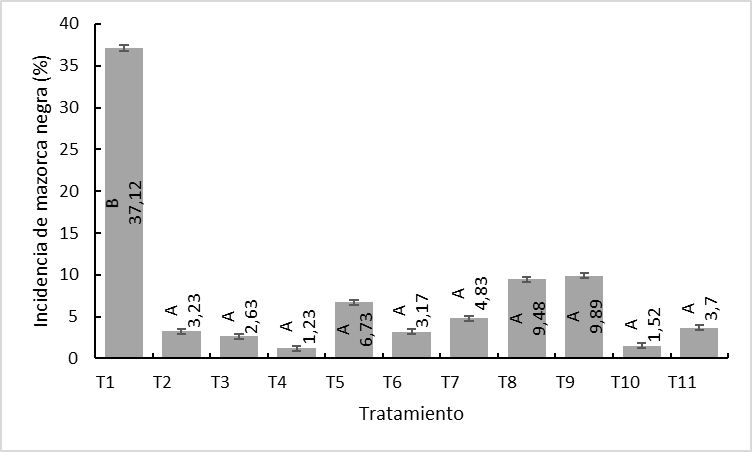 Incidencia de mazorca negra (%)
40
35
30
25
20
15
10
5
0
B
37,12
A
3,23
A
2,63
A
1,23
A
6,73
A
3,17
A
4,83
A
9,48
A
9,89
A
1,52
A
3,7
T1 T2 T3 T4 T5 T6 T7 T8 T9 T10 T11
Tratamiento